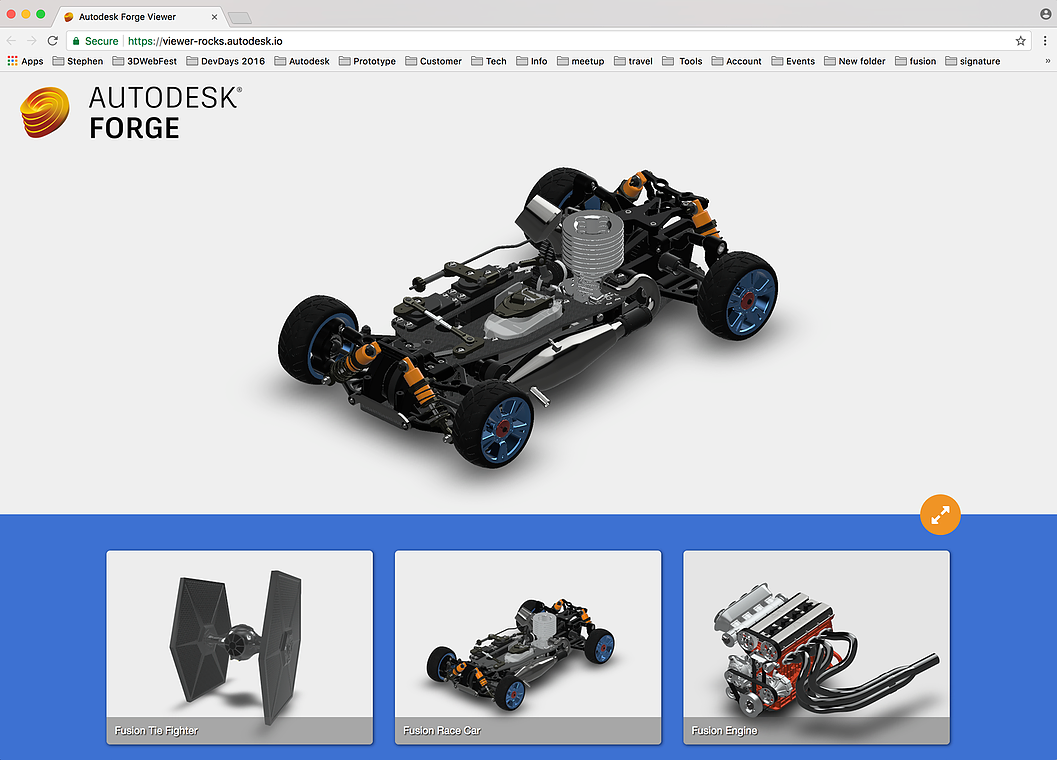 Autodesk Forge Viewer
Secure https://viewer-rocks.autodesk.io
Apps Stephen 3DWebFest DevDays 2016 Autodesk Prototype Customer Tech Info meetup travel Tools Account Events New folder fusion signature »
AUTODESK®
FORGE
Fusion Tie Fighter Fusion Race Car Fusion Engine